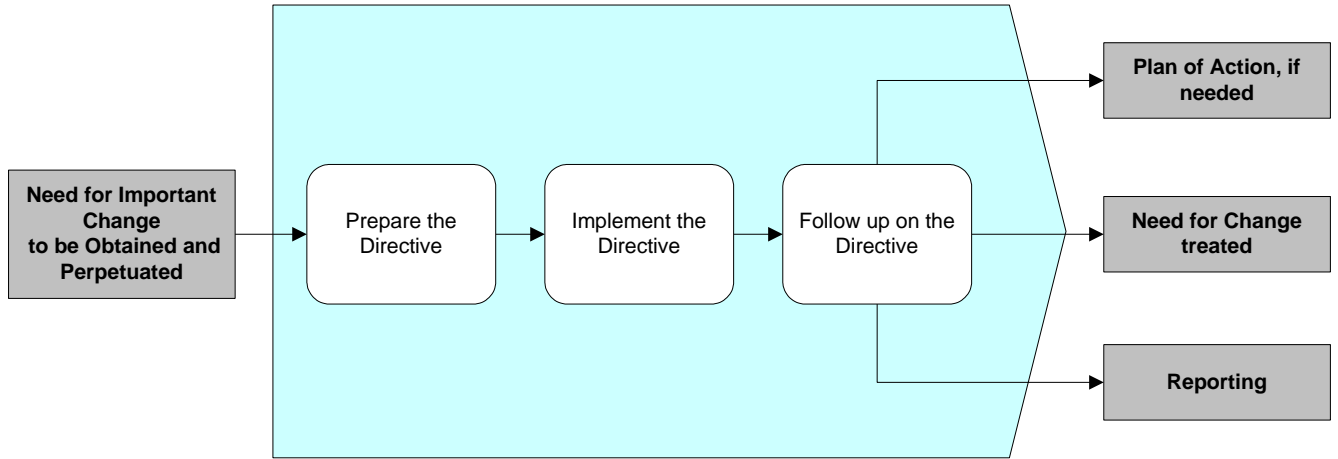 Need for Important
Change
to be Obtained and
Perpetuated
Prepare the
Directive
Implement the
Directive
Follow up on the
Directive
Plan of Action, if
needed
Need for Change
treated
Reporting